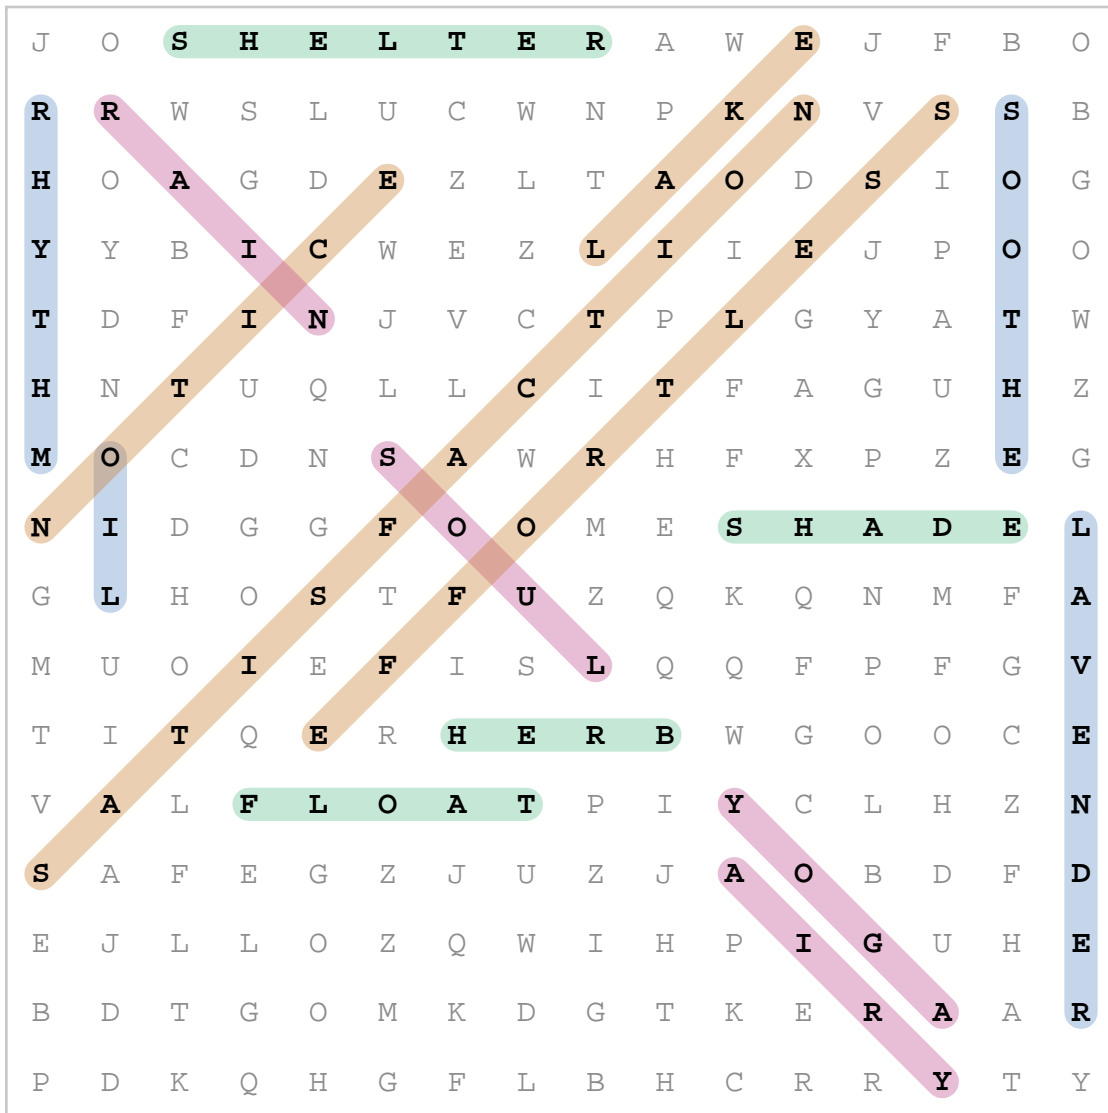 J O S H E L T E R A W E J F B O
R R W S L U C W N P K N V S S B
H O A G D E Z L T A O D S I O G
Y Y B I C W E Z L I I E J P O O
T D F I N J V C T P L G Y A T W
H N T U Q L L C I T F A G U H Z
M O C D N S A W R H F X P Z E G
N I D G G F O O M E S H A D E L
G L H O S T F U Z Q K Q N M F A
M U O I E F I S L Q Q F P F G V
T I T Q E R H E R B W G O O C E
V A L F L O A T P I Y C L H Z N
S A F E G Z J U Z J A O B D F D
E J L L O Z Q W I H P I G U H E
B D T G O M K D G T K E R A A R
P D K Q H G F L B H C R R Y T Y